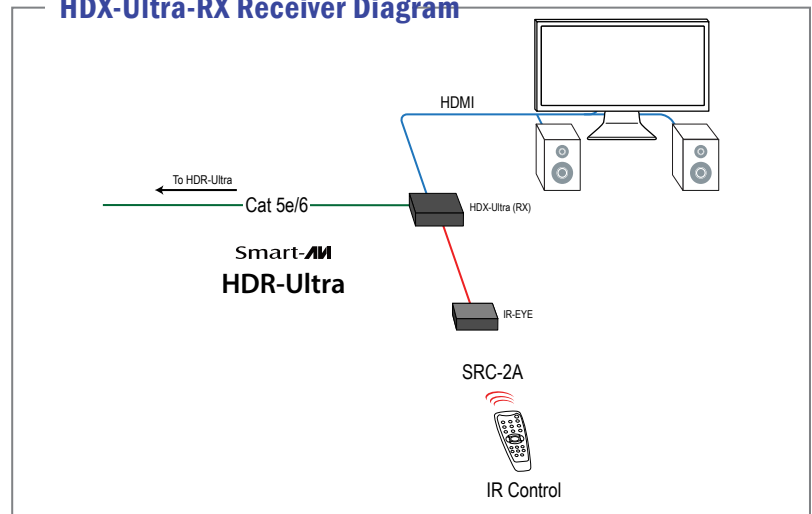 HDX-Ultra-RX Receiver Diagram
HDMI
To HDR-Ultra
Cat 5e/6
HDX-Ultra (RX)
Smart-AVI
HDR-Ultra
IR-EYE
SRC-2A
IR Control